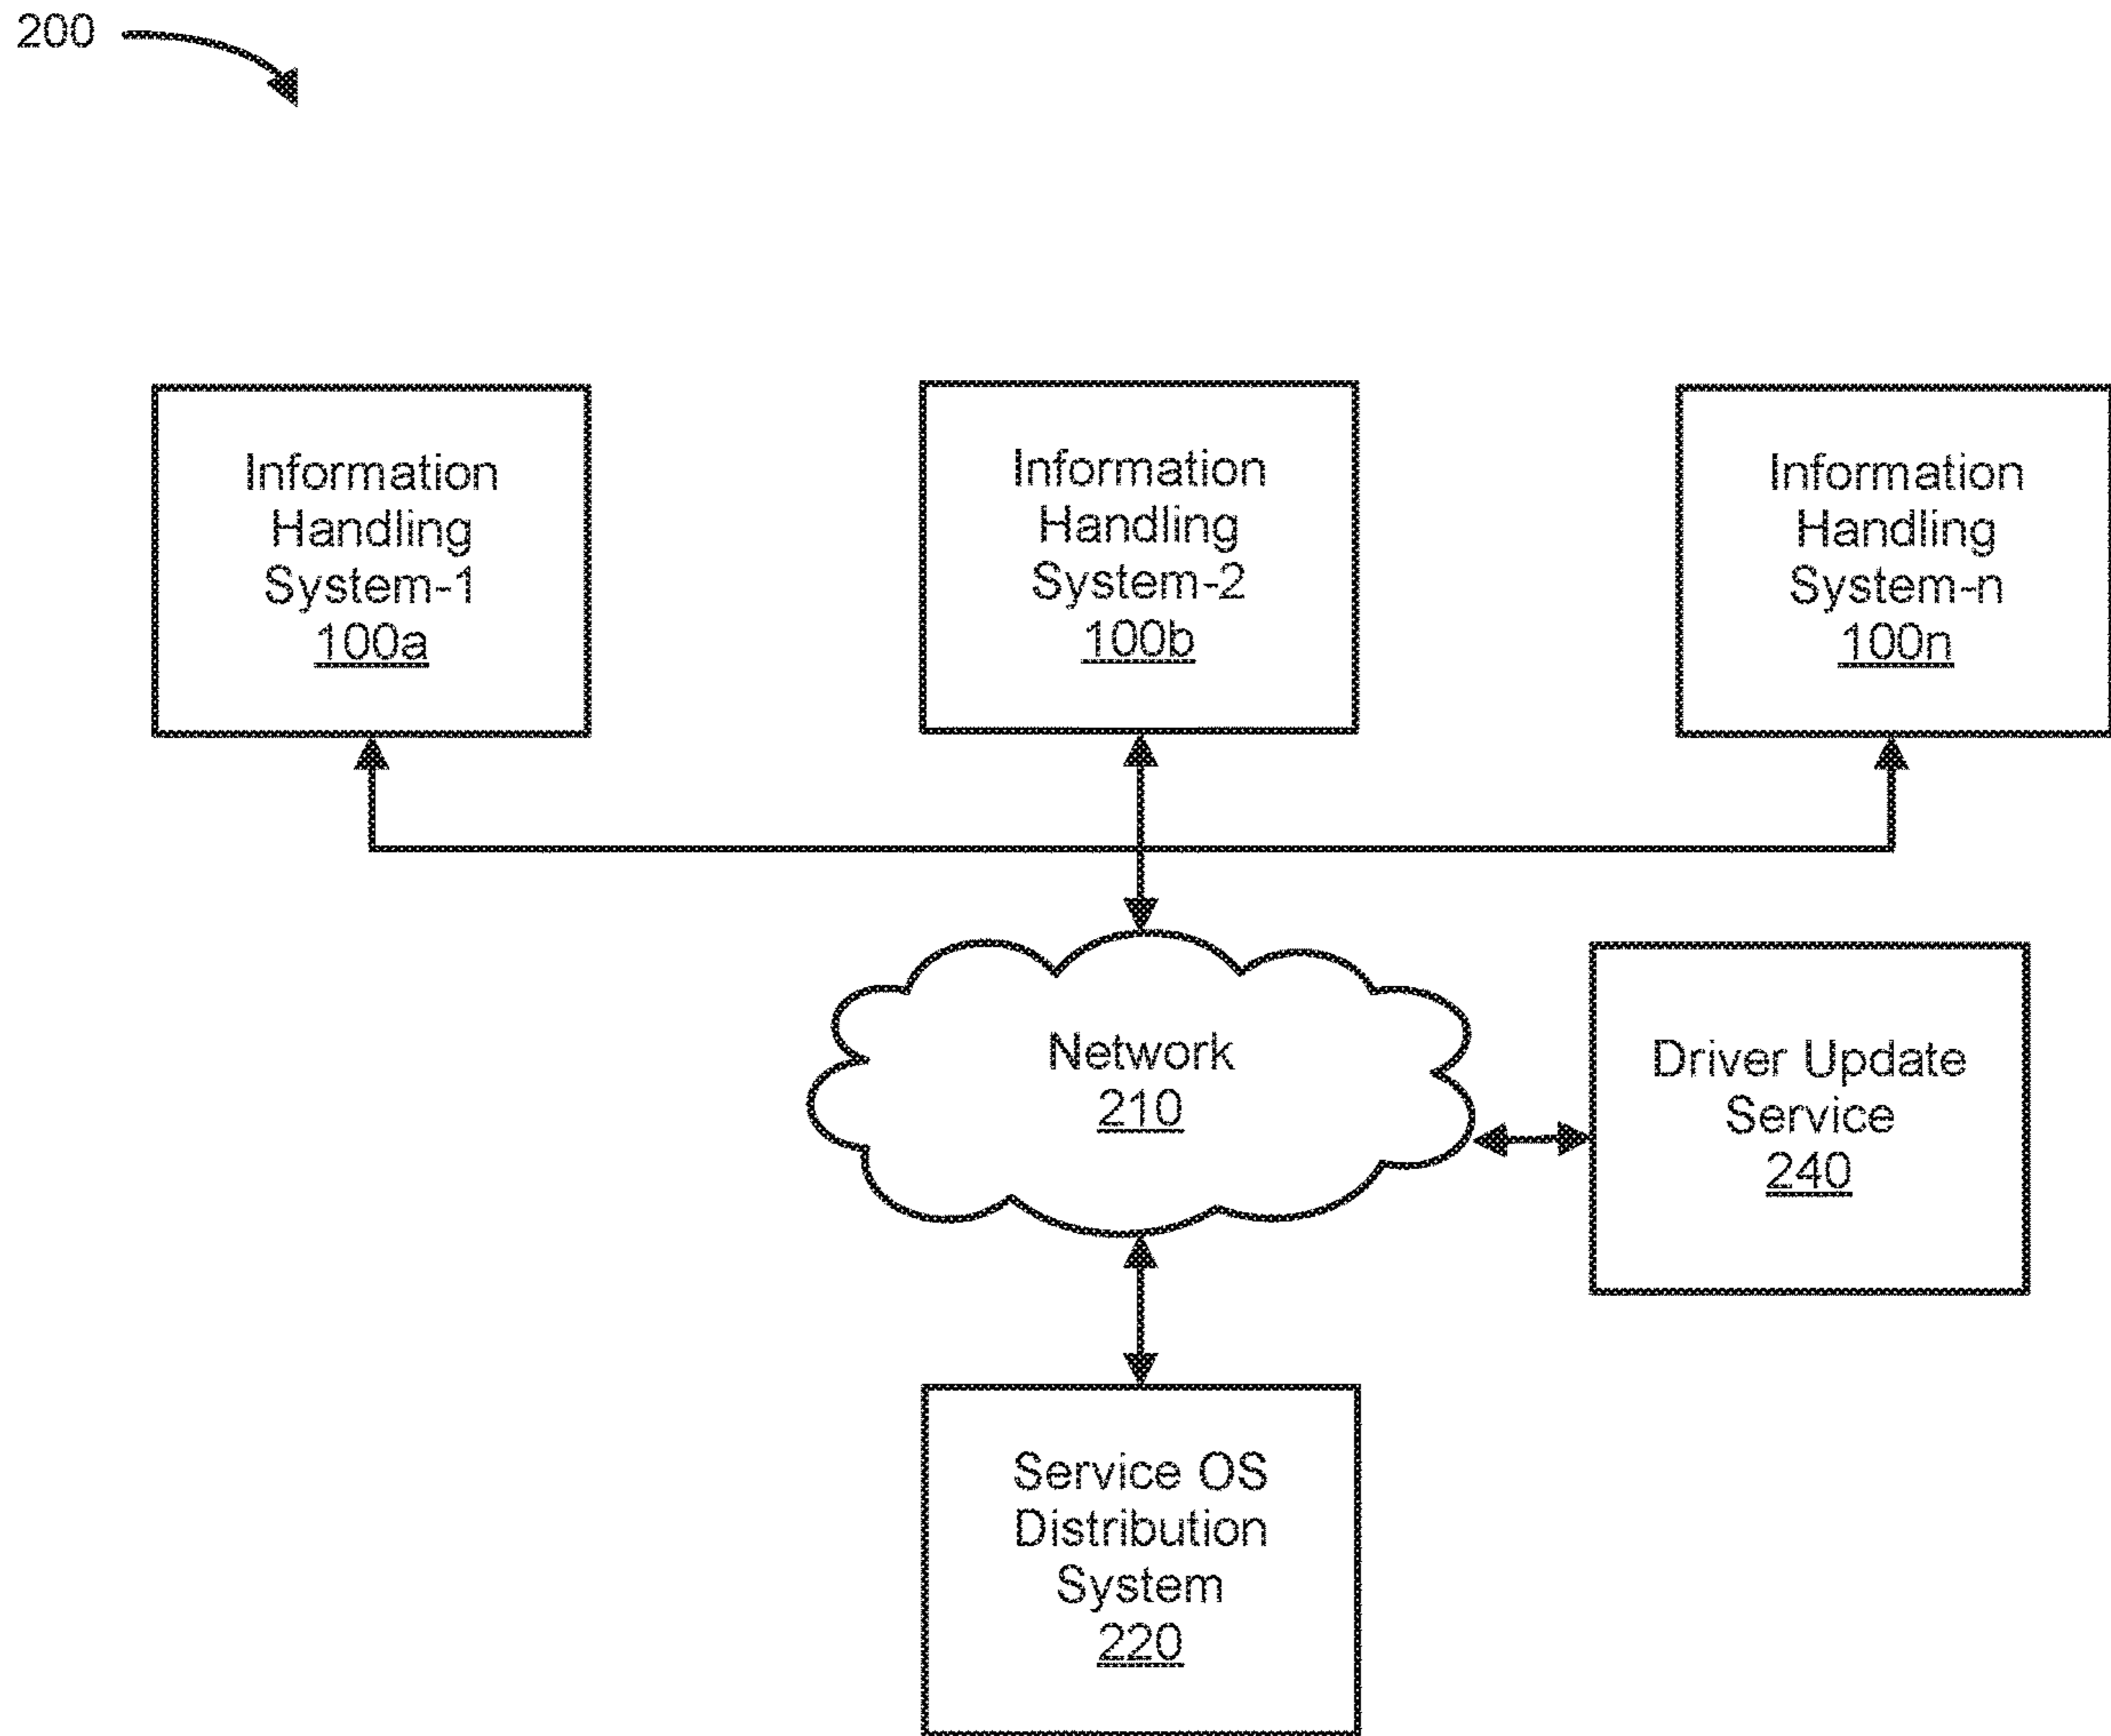 200
Information
Handling
System-1
100a
Information
Handling
System-2
100b
Information
Handling
System-n
100n
Network
210
Driver Update
Service
240
Service OS
Distribution
System
220